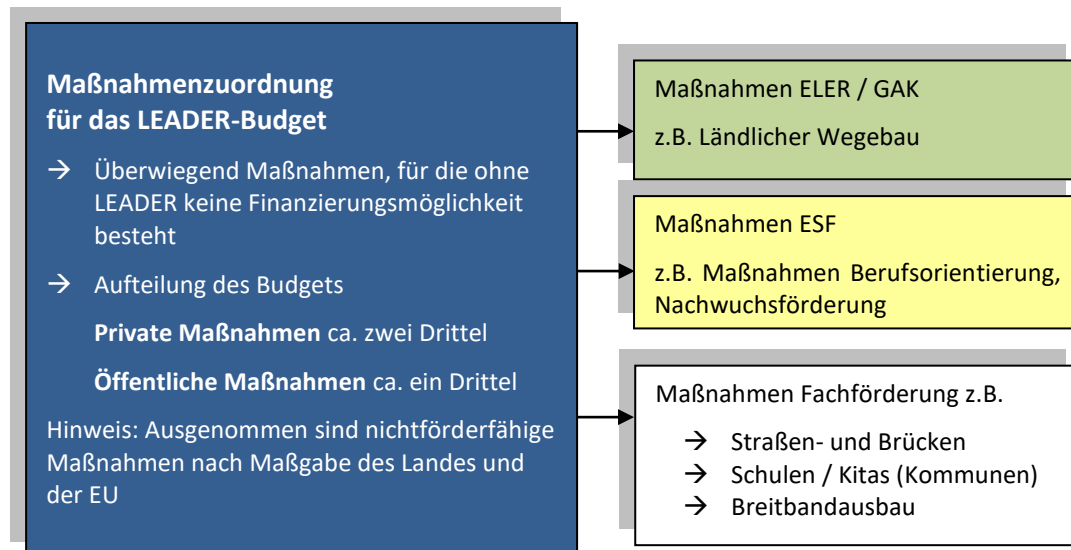 Maßnahmenzuordnung
für das LEADER-Budget
→ Überwiegend Maßnahmen, für die ohne
LEADER keine Finanzierungsmöglichkeit
besteht
→ Aufteilung des Budgets
Private Maßnahmen ca. zwei Drittel
Öffentliche Maßnahmen ca. ein Drittel
Hinweis: Ausgenommen sind nichtförderfähige
Maßnahmen nach Maßgabe des Landes und
der EU
Maßnahmen ELER / GAK
z.B. Ländlicher Wegebau
Maßnahmen ESF
z.B. Maßnahmen Berufsorientierung,
Nachwuchsförderung
Maßnahmen Fachförderung z.B.
→ Straßen- und Brücken
→ Schulen / Kitas (Kommunen)
→ Breitbandausbau